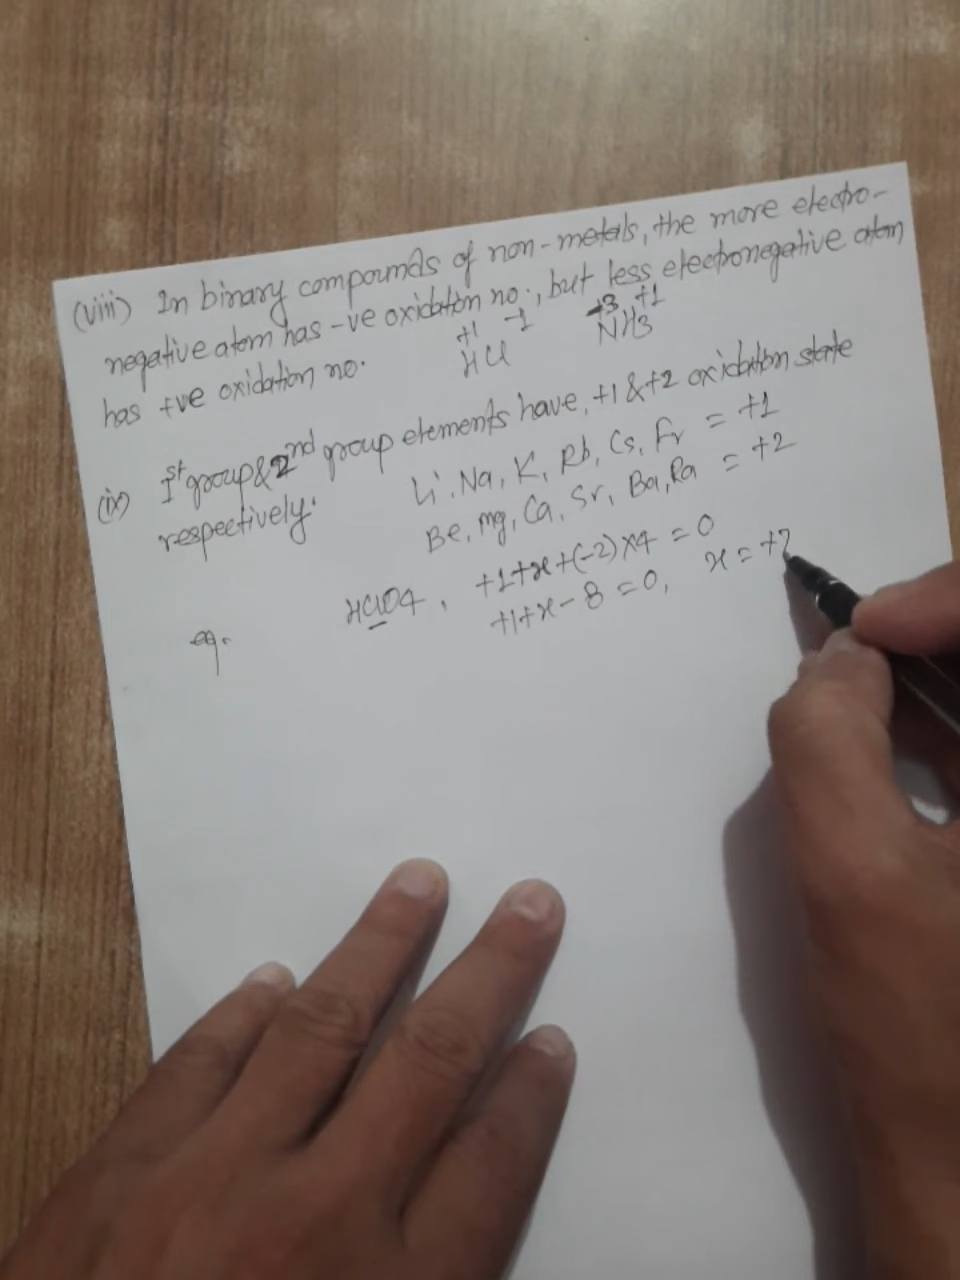 (viii) In binary compounds of non-metals, the more electro-
negative atom has -ve oxidation no., but less electronegative atom
has +ve oxidation no.
+1 -1 -3 +1
HCl NH3
(ix) 1st group & 2nd group elements have, +1 & +2 oxidation state
respectively.
Li, Na, K, Rb, Cs, Fr = +1
Be, Mg, Ca, Sr, Ba, Ra = +2
eg. HClO4, +1+x+(-2)×4=0
+1+x-8=0, x=+7